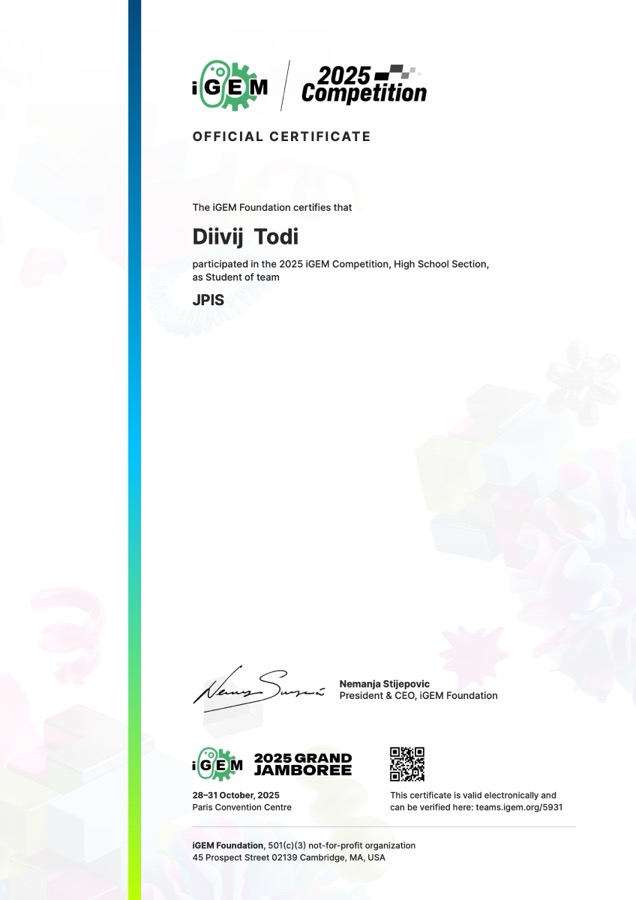 iGEM
2025
Competition
OFFICIAL CERTIFICATE
The iGEM Foundation certifies that
Diivij Todi
participated in the 2025 iGEM Competition, High School Section,
as Student of team
JPIS
Nemanja Stijepovic
President & CEO, iGEM Foundation
iGEM
2025 GRAND
JAMBOREE
28–31 October, 2025
Paris Convention Centre
This certificate is valid electronically and
can be verified here: teams.igem.org/5931
iGEM Foundation, 501(c)(3) not-for-profit organization
45 Prospect Street 02139 Cambridge, MA, USA